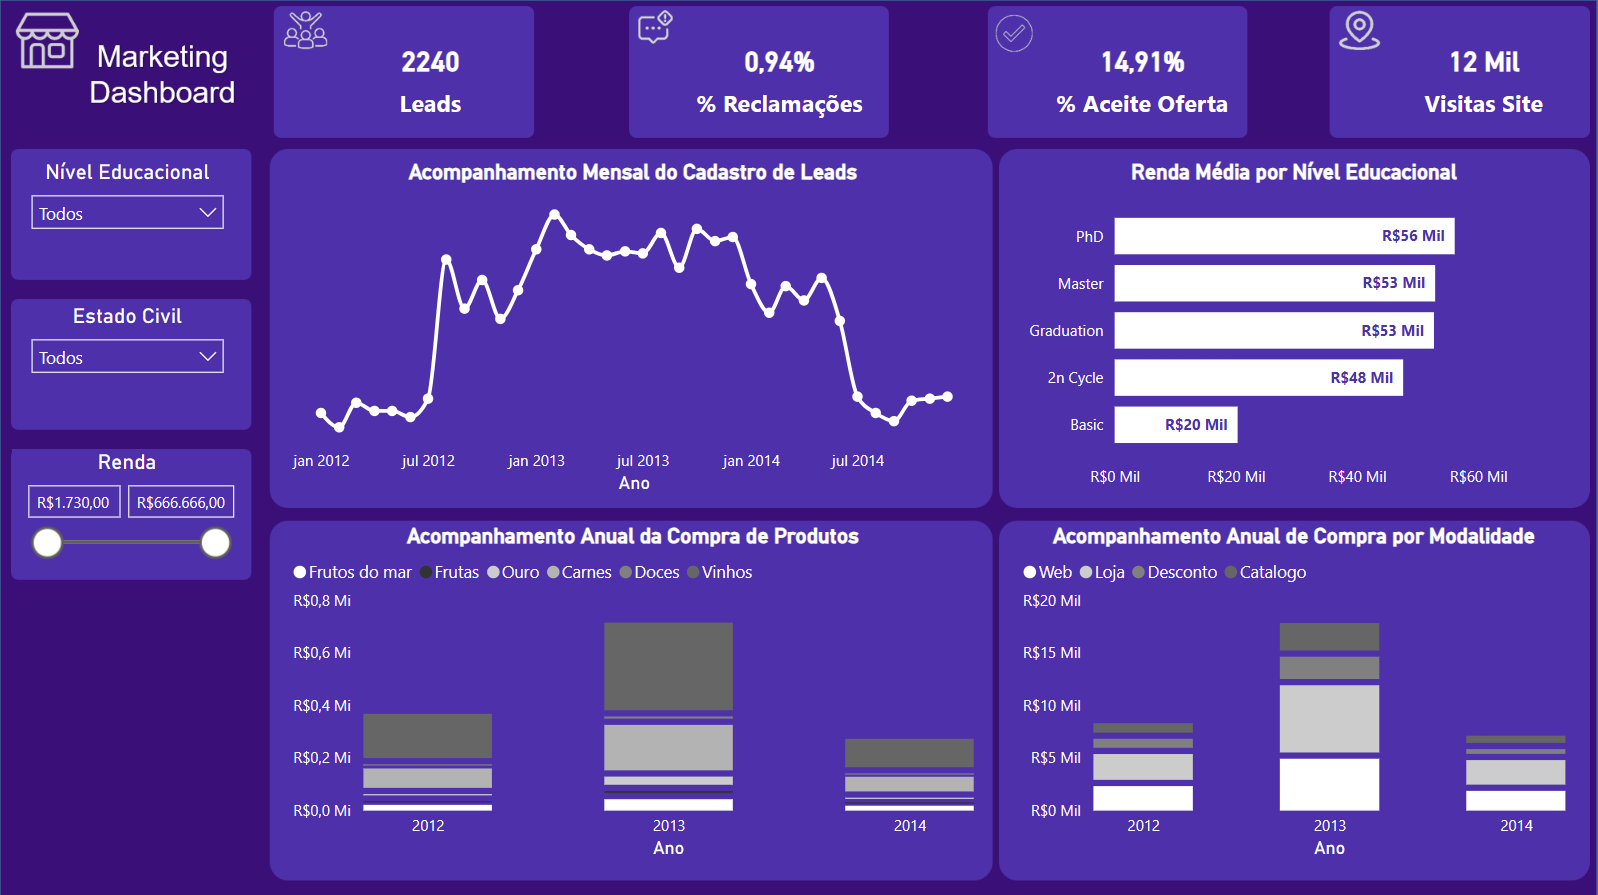 Marketing
Dashboard
2240
Leads
0,94%
% Reclamações
14,91%
% Aceite Oferta
12 Mil
Visitas Site
Nível Educacional
Todos
Estado Civil
Todos
Renda
R$1.730,00 R$666.666,00
Acompanhamento Mensal do Cadastro de Leads
jan 2012 jul 2012 jan 2013 jul 2013 jan 2014 jul 2014
Ano
Renda Média por Nível Educacional
PhD R$56 Mil
Master R$53 Mil
Graduation R$53 Mil
2n Cycle R$48 Mil
Basic R$20 Mil
R$0 Mil R$20 Mil R$40 Mil R$60 Mil
Acompanhamento Anual da Compra de Produtos
Frutos do mar Frutas Ouro Carnes Doces Vinhos
R$0,8 Mi
R$0,6 Mi
R$0,4 Mi
R$0,2 Mi
R$0,0 Mi
2012 2013 2014
Ano
Acompanhamento Anual de Compra por Modalidade
Web Loja Desconto Catalogo
R$20 Mil
R$15 Mil
R$10 Mil
R$5 Mil
R$0 Mil
2012 2013 2014
Ano